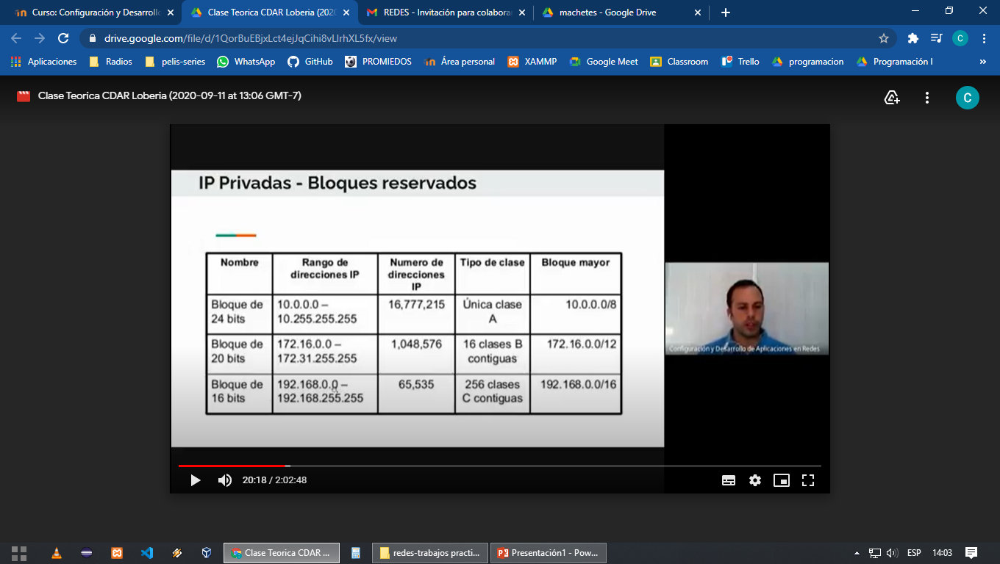 Curso: Configuración y Desarroll
Clase Teorica CDAR Loberia (202
REDES - Invitación para colabora
machetes - Google Drive
drive.google.com/file/d/1QorBuEBjxLct4ejJqCihi8vLlrhXL5fx/view
C
Aplicaciones
Radios
pelis-series
WhatsApp
GitHub
PROMIEDOS
Área personal
XAMMP
Google Meet
Classroom
Trello
programacion
Programación I
»
Clase Teorica CDAR Loberia (2020-09-11 at 13:06 GMT-7)
C
IP Privadas - Bloques reservados
Nombre
Rango de
direcciones IP
Numero de
direcciones
IP
Tipo de clase
Bloque mayor
Bloque de
24 bits
10.0.0.0 –
10.255.255.255
16,777,215
Única clase
A
10.0.0.0/8
Bloque de
20 bits
172.16.0.0 –
172.31.255.255
1,048,576
16 clases B
contiguas
172.16.0.0/12
Bloque de
16 bits
192.168.0.0 –
192.168.255.255
65,535
256 clases
C contiguas
192.168.0.0/16
Configuración y Desarrollo de Aplicaciones en Redes
20:18 / 2:02:48
Clase Teorica CDAR ...
redes-trabajos practi...
Presentación1 - Pow...
ESP
14:03